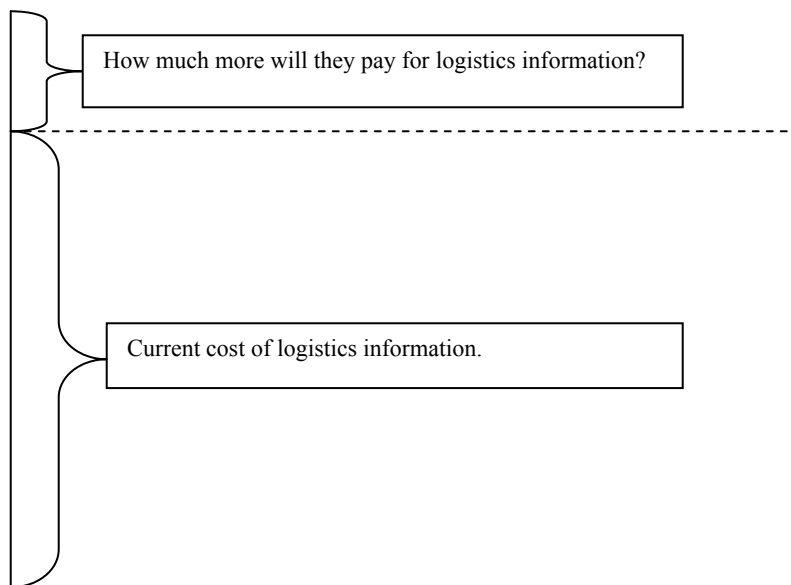 How much more will they pay for logistics information?
Current cost of logistics information.